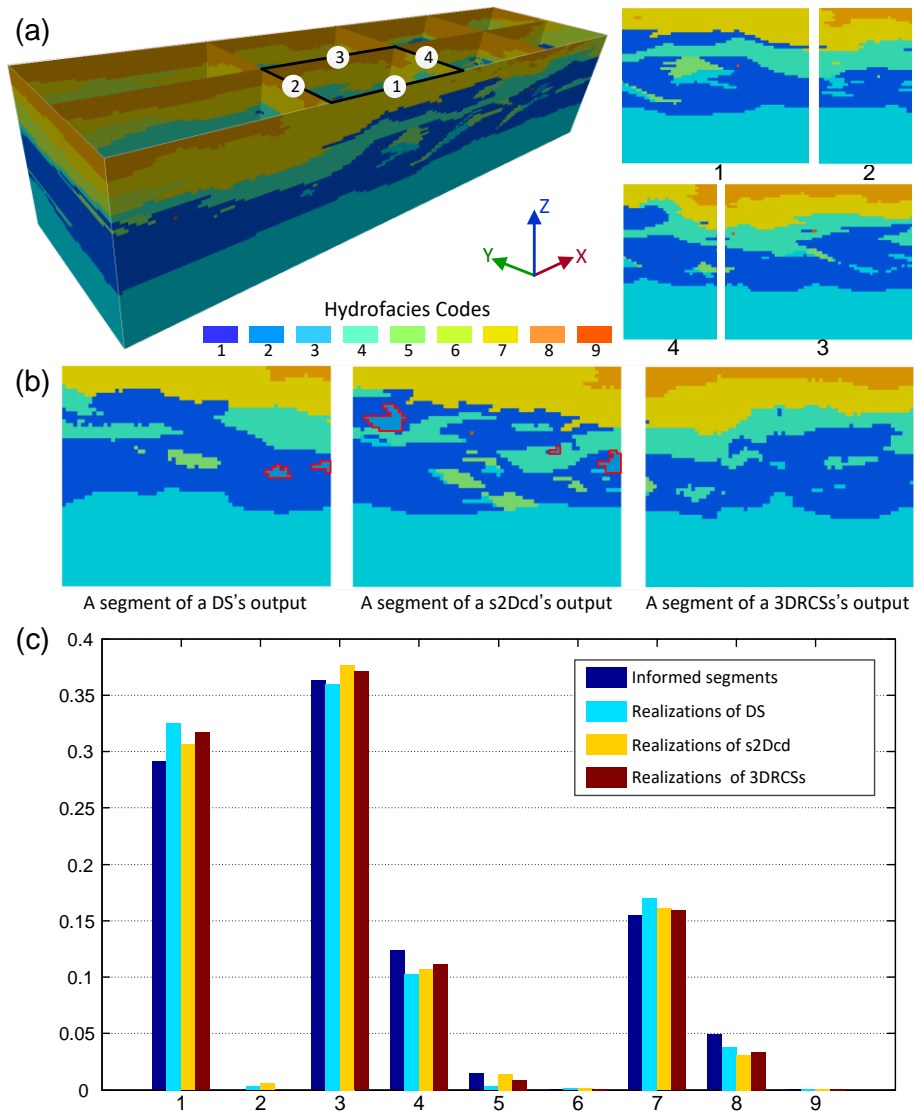 (a)
3
4
2
1
Z
Y
X
1
2
Hydrofacies Codes
1 2 3 4 5 6 7 8 9
4
3
(b)
A segment of a DS's output
A segment of a s2Dcd's output
A segment of a 3DRCSs's output
(c)
0.4
0.35
0.3
0.25
0.2
0.15
0.1
0.05
0
Informed segments
Realizations of DS
Realizations of s2Dcd
Realizations of 3DRCSs
1 2 3 4 5 6 7 8 9